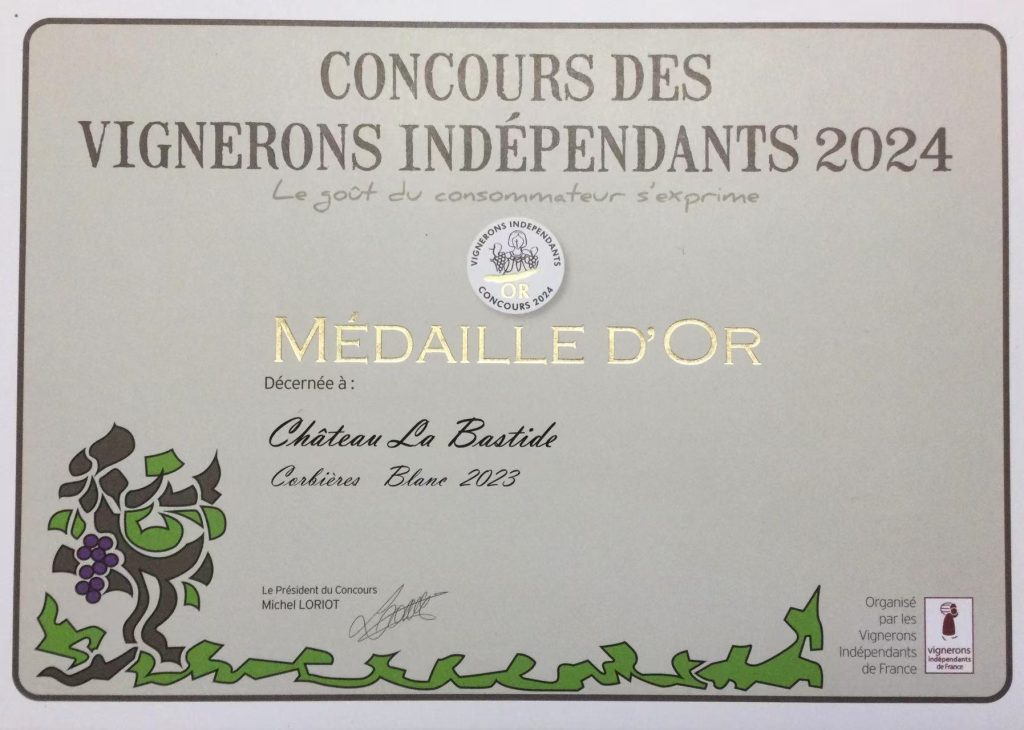 CONCOURS DES
VIGNERONS INDÉPENDANTS 2024
Le goût du consommateur s'exprime
VIGNERONS INDEPENDANTS
OR
CONCOURS 2024
MÉDAILLE D'OR
Décernée à :
Château La Bastide
Corbières Blanc 2023
Le Président du Concours
Michel LORIOT
Organisé
par les
Vignerons
Indépendants
de France
vignerons
indépendants
de France